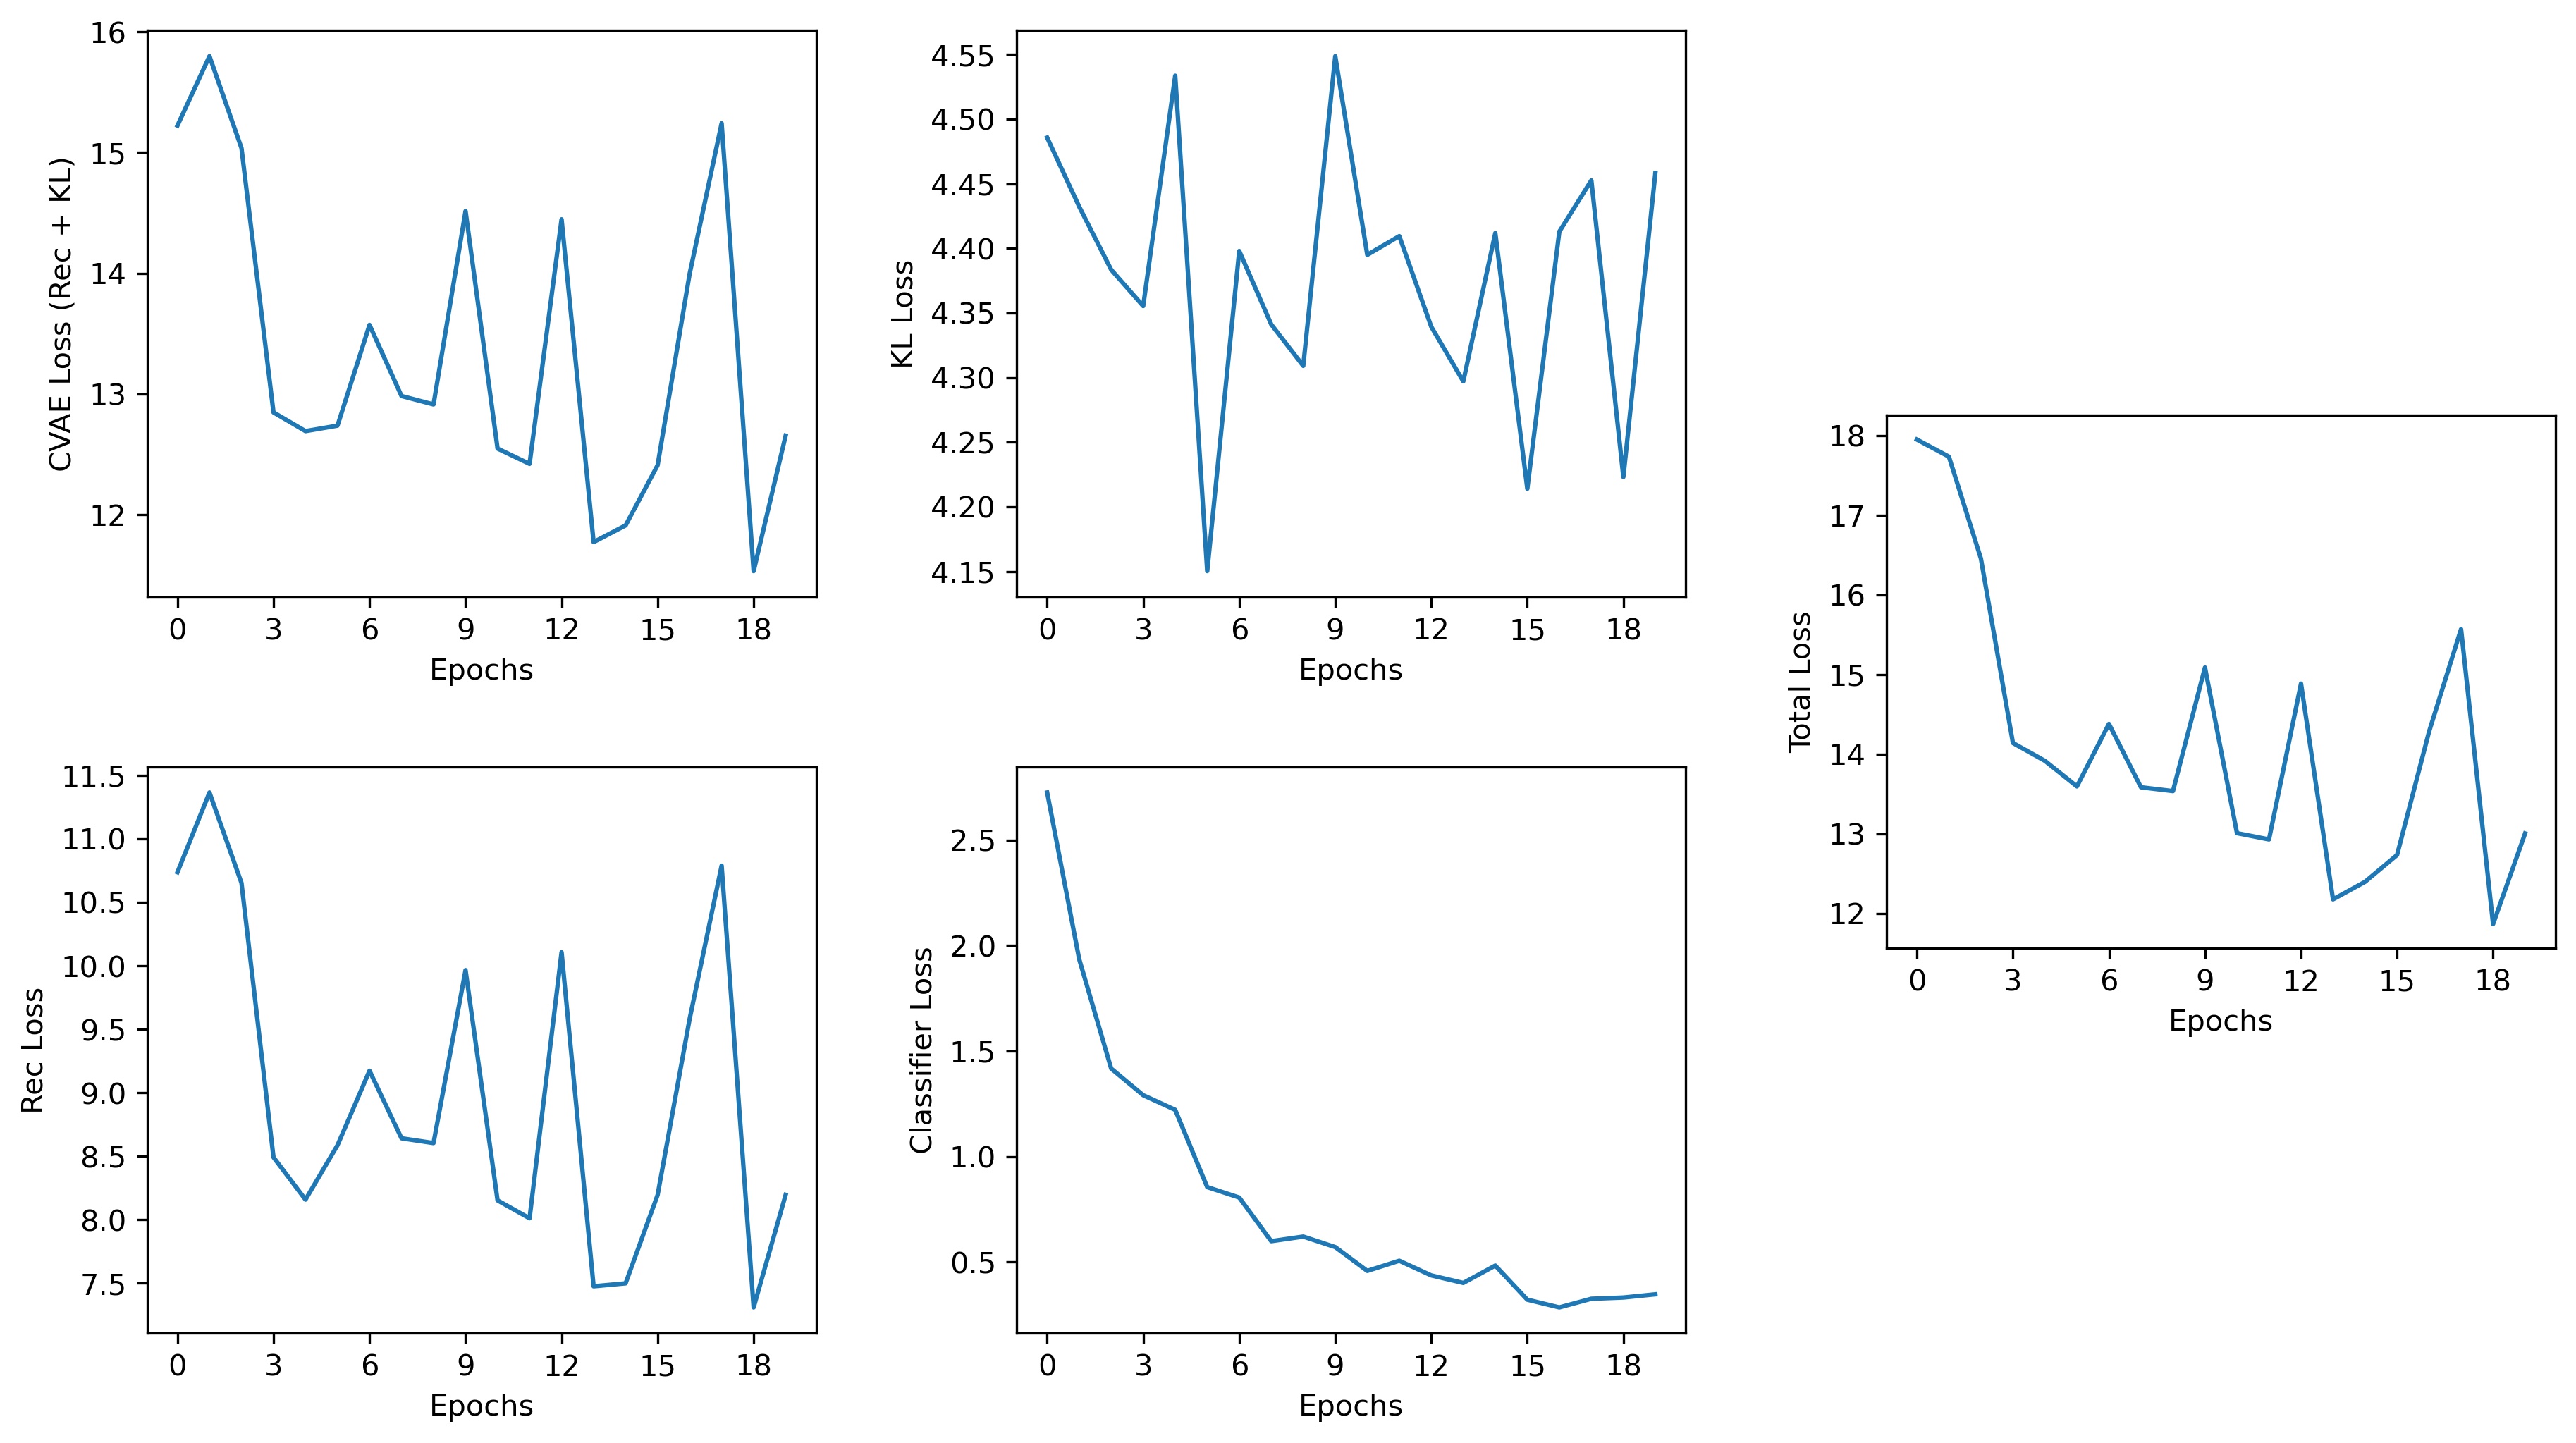 CVAE Loss (Rec + KL)
16
15
14
13
12
0 3 6 9 12 15 18
Epochs
KL Loss
4.55
4.50
4.45
4.40
4.35
4.30
4.25
4.20
4.15
0 3 6 9 12 15 18
Epochs
Rec Loss
11.5
11.0
10.5
10.0
9.5
9.0
8.5
8.0
7.5
0 3 6 9 12 15 18
Epochs
Classifier Loss
2.5
2.0
1.5
1.0
0.5
0 3 6 9 12 15 18
Epochs
Total Loss
18
17
16
15
14
13
12
0 3 6 9 12 15 18
Epochs